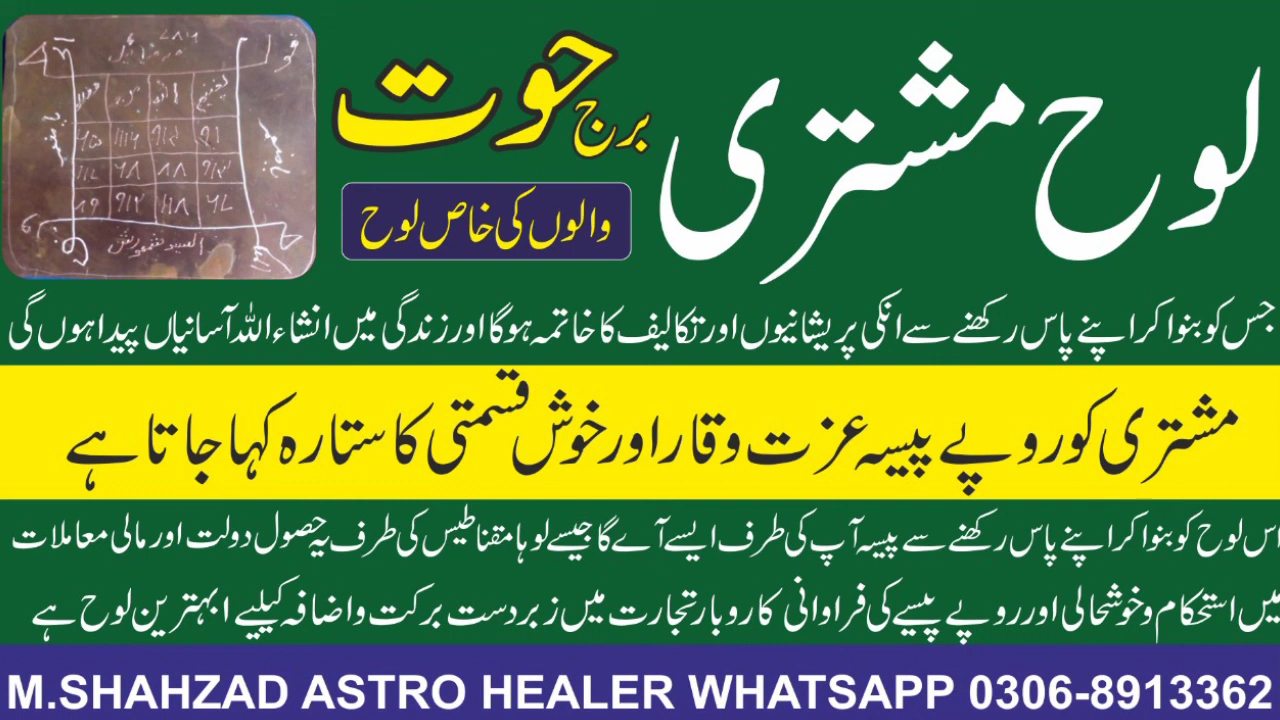 لوح مشتری
برج حوت
والوں کی خاص لوح
جس کو بنوا کر اپنے پاس رکھنے سے انکی پریشانیوں اور تکالیف کا خاتمہ ہوگا اور زندگی میں انشاء اللہ آسانیاں پیدا ہوں گی
مشتری کو روپے پیسہ عزت وقار اور خوش قسمتی کا ستارہ کہا جاتا ہے
اس لوح کو بنوا کر اپنے پاس رکھنے سے پیسہ آپ کی طرف ایسے آے گا جیسے لوہا مقناطیس کی طرف یہ حصول دولت اور مالی معاملات
میں استحکام و خوشحالی اور روپے پیسے کی فراوانی کاروبار تجارت میں زبردست برکت و اضافہ کیلیے ابہترین لوح ہے
M.SHAHZAD ASTRO HEALER WHATSAPP 0306-8913362